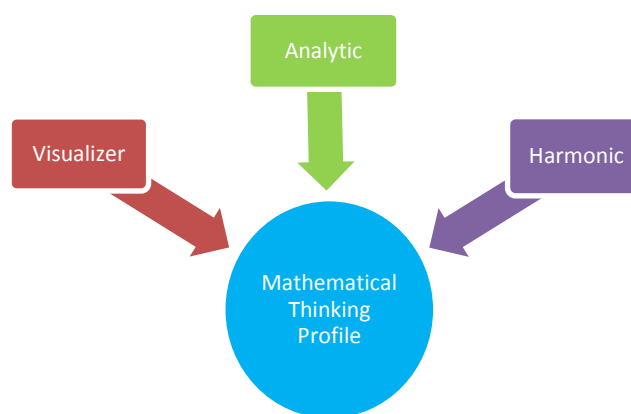 Analytic
Visualizer
Harmonic
Mathematical
Thinking
Profile